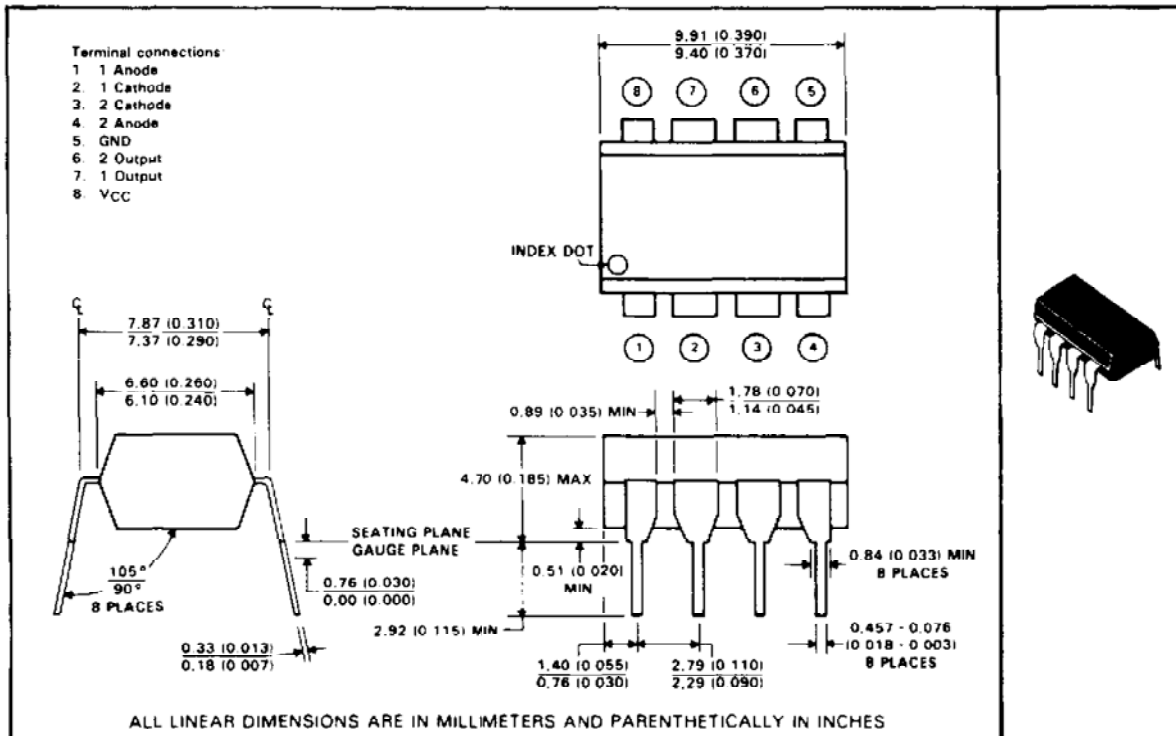 Terminal connections:
1 1 Anode
2. 1 Cathode
3. 2 Cathode
4. 2 Anode
5. GND
6. 2 Output
7. 1 Output
8. VCC
9.91 (0.390)
9.40 (0.370)
8 7 6 5
INDEX DOT
1 2 3 4
℄ ℄
7.87 (0.310)
7.37 (0.290)
6.60 (0.260)
6.10 (0.240)
105°
90°
8 PLACES
0.33 (0.013)
0.18 (0.007)
SEATING PLANE
GAUGE PLANE
0.76 (0.030)
0.00 (0.000)
0.89 (0.035) MIN
1.78 (0.070)
1.14 (0.045)
4.70 (0.185) MAX
0.51 (0.020)
MIN
2.92 (0.115) MIN
0.84 (0.033) MIN
8 PLACES
0.457 - 0.076
(0.018 - 0.003)
8 PLACES
1.40 (0.055)
0.76 (0.030)
2.79 (0.110)
2.29 (0.090)
ALL LINEAR DIMENSIONS ARE IN MILLIMETERS AND PARENTHETICALLY IN INCHES